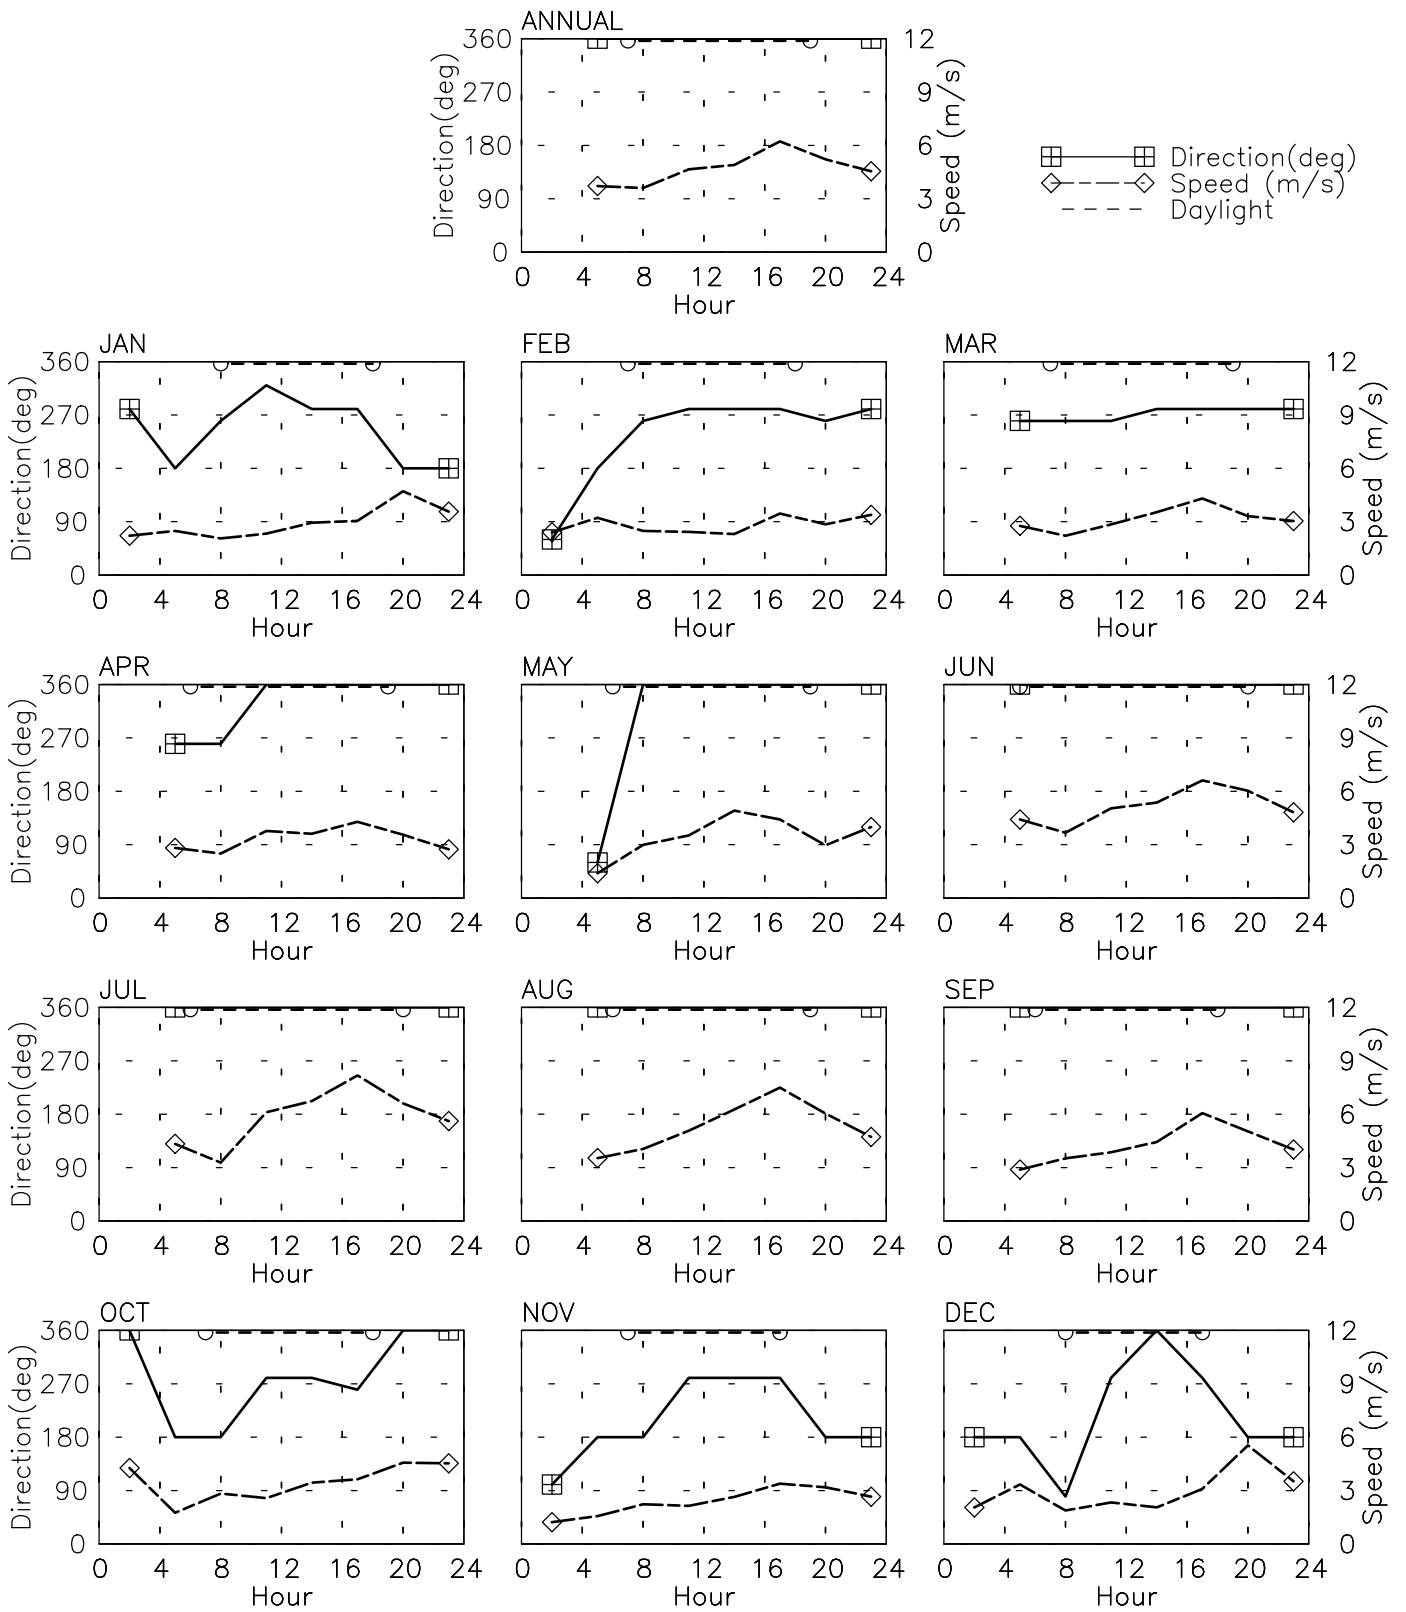 ANNUAL
360 12
270 9
180 6
90 3
0 0
Direction(deg)
Speed (m/s)
0 4 8 12 16 20 24
Hour
Direction(deg)
Speed (m/s)
Daylight
JAN FEB MAR
360 12
270 9
180 6
90 3
0 0
Direction(deg)
Speed (m/s)
0 4 8 12 16 20 24 0 4 8 12 16 20 24 0 4 8 12 16 20 24
Hour Hour Hour
APR MAY JUN
360 12
270 9
180 6
90 3
0 0
Direction(deg)
Speed (m/s)
0 4 8 12 16 20 24 0 4 8 12 16 20 24 0 4 8 12 16 20 24
Hour Hour Hour
JUL AUG SEP
360 12
270 9
180 6
90 3
0 0
Direction(deg)
Speed (m/s)
0 4 8 12 16 20 24 0 4 8 12 16 20 24 0 4 8 12 16 20 24
Hour Hour Hour
OCT NOV DEC
360 12
270 9
180 6
90 3
0 0
Direction(deg)
Speed (m/s)
0 4 8 12 16 20 24 0 4 8 12 16 20 24 0 4 8 12 16 20 24
Hour Hour Hour